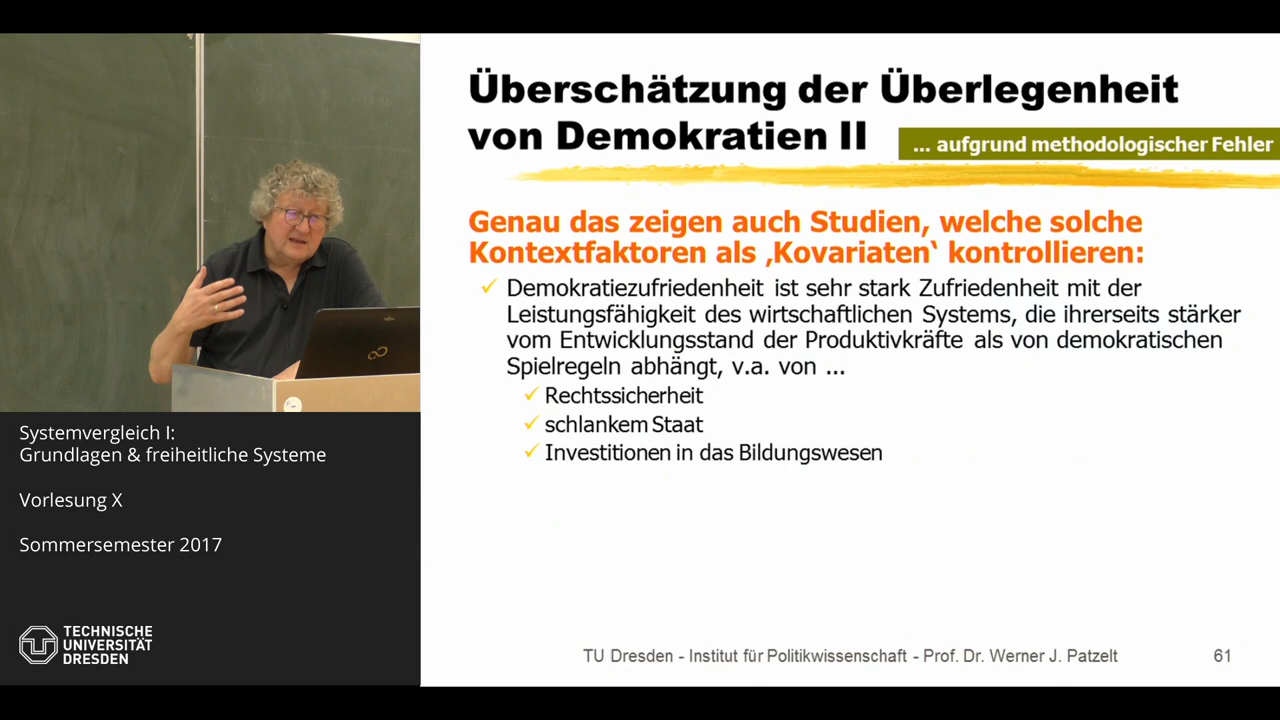 Überschätzung der Überlegenheit
von Demokratien II
... aufgrund methodologischer Fehler
Genau das zeigen auch Studien, welche solche
Kontextfaktoren als ‚Kovariaten‘ kontrollieren:
Demokratiezufriedenheit ist sehr stark Zufriedenheit mit der
Leistungsfähigkeit des wirtschaftlichen Systems, die ihrerseits stärker
vom Entwicklungsstand der Produktivkräfte als von demokratischen
Spielregeln abhängt, v.a. von ...
Rechtssicherheit
schlankem Staat
Investitionen in das Bildungswesen
TU Dresden - Institut für Politikwissenschaft - Prof. Dr. Werner J. Patzelt
61
Systemvergleich I:
Grundlagen & freiheitliche Systeme
Vorlesung X
Sommersemester 2017
TECHNISCHE
UNIVERSITÄT
DRESDEN